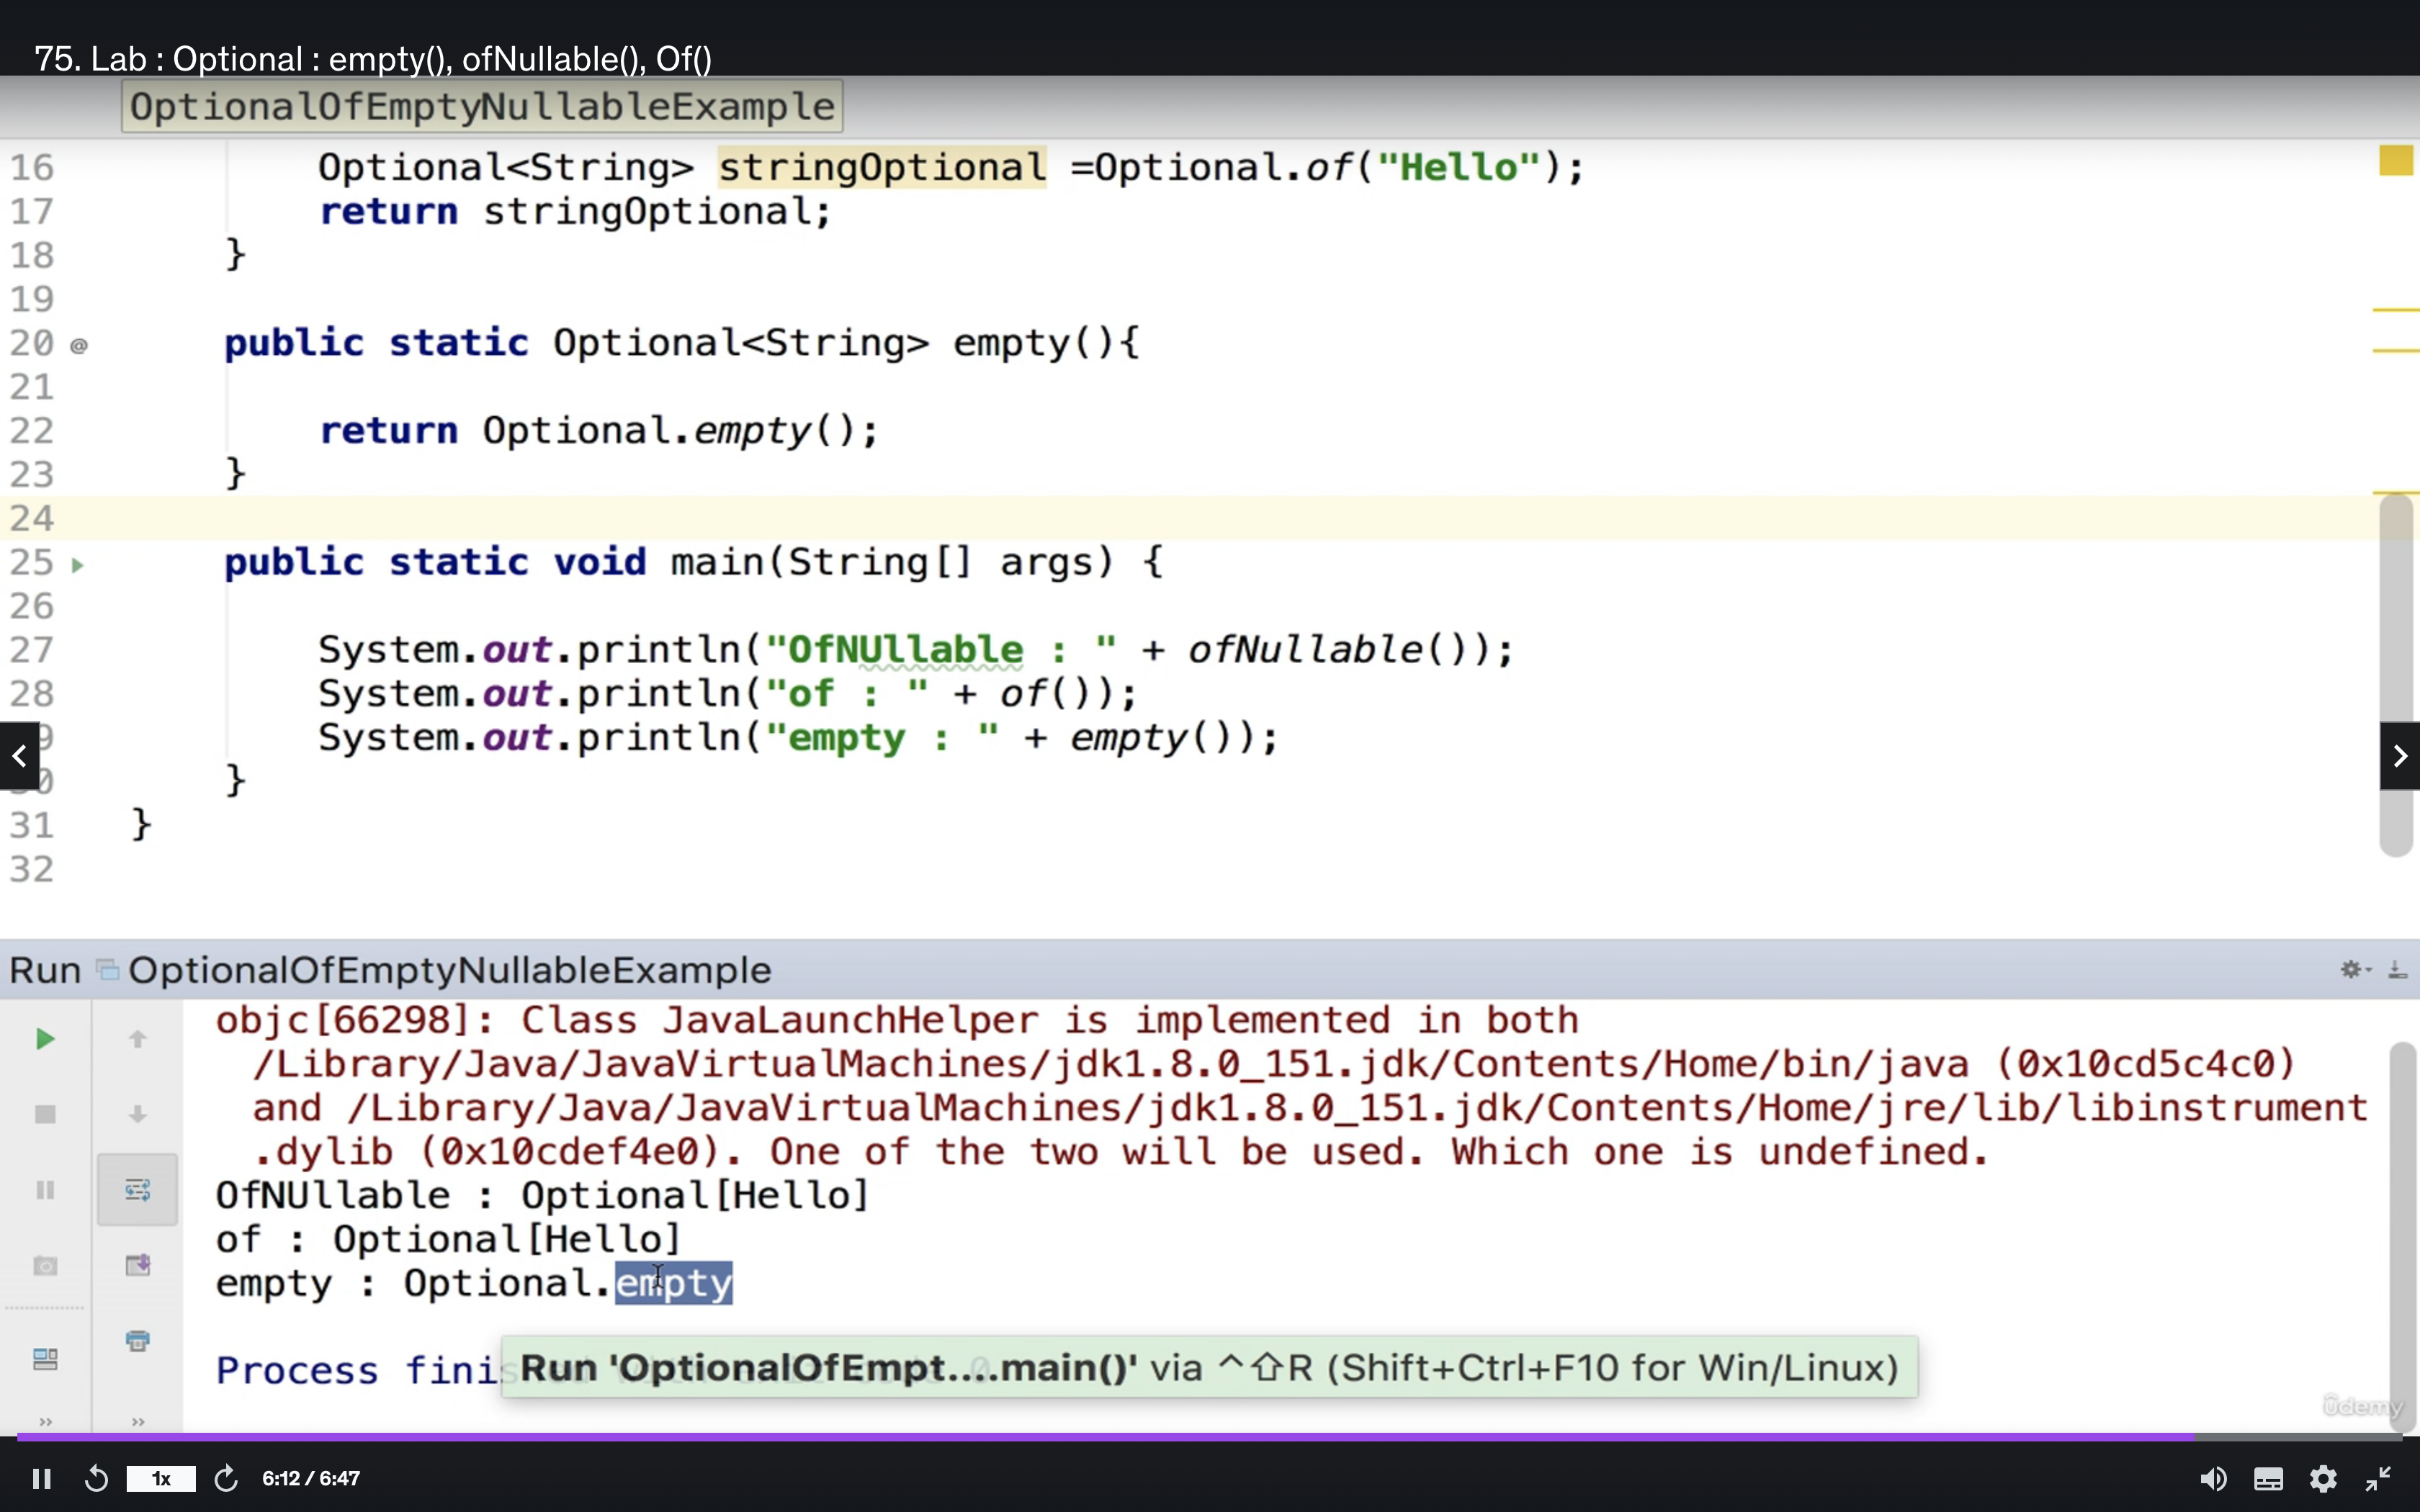 75. Lab : Optional : empty(), ofNullable(), Of()
OptionalOfEmptyNullableExample
16 Optional<String> stringOptional =Optional.of("Hello");
17 return stringOptional;
18 }
19
20 @ public static Optional<String> empty(){
21
22 return Optional.empty();
23 }
24
25 public static void main(String[] args) {
26
27 System.out.println("OfNUllable : " + ofNullable());
28 System.out.println("of : " + of());
9 System.out.println("empty : " + empty());
0 }
31 }
32
Run OptionalOfEmptyNullableExample
objc[66298]: Class JavaLaunchHelper is implemented in both
/Library/Java/JavaVirtualMachines/jdk1.8.0_151.jdk/Contents/Home/bin/java (0x10cd5c4c0)
and /Library/Java/JavaVirtualMachines/jdk1.8.0_151.jdk/Contents/Home/jre/lib/libinstrument
.dylib (0x10cdef4e0). One of the two will be used. Which one is undefined.
OfNUllable : Optional[Hello]
of : Optional[Hello]
empty : Optional.empty
Process finis
Run 'OptionalOfEmpt....main()' via ^⇧R (Shift+Ctrl+F10 for Win/Linux)
ûdemy
1x 6:12 / 6:47